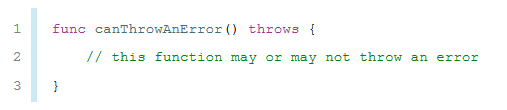 1 func canThrowAnError() throws {
2     // this function may or may not throw an error
3 }